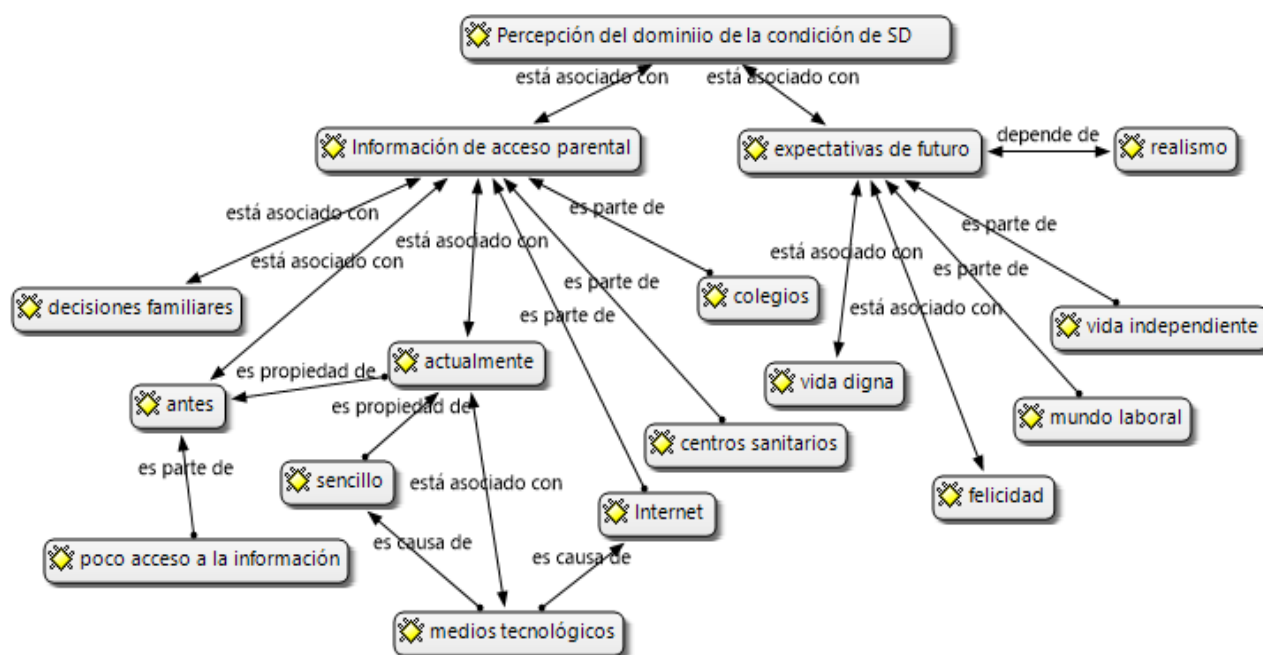 Percepción del dominiio de la condición de SD
está asociado con
está asociado con
Información de acceso parental
expectativas de futuro
depende de
realismo
está asociado con
es parte de
está asociado con
está asociado con
es parte de
está asociado con
es parte de
es parte de
decisiones familiares
colegios
es parte de
está asociado con
vida independiente
actualmente
es propiedad de
vida digna
antes
es propiedad de
mundo laboral
centros sanitarios
es parte de
sencillo
está asociado con
felicidad
Internet
es causa de
es causa de
poco acceso a la información
medios tecnológicos